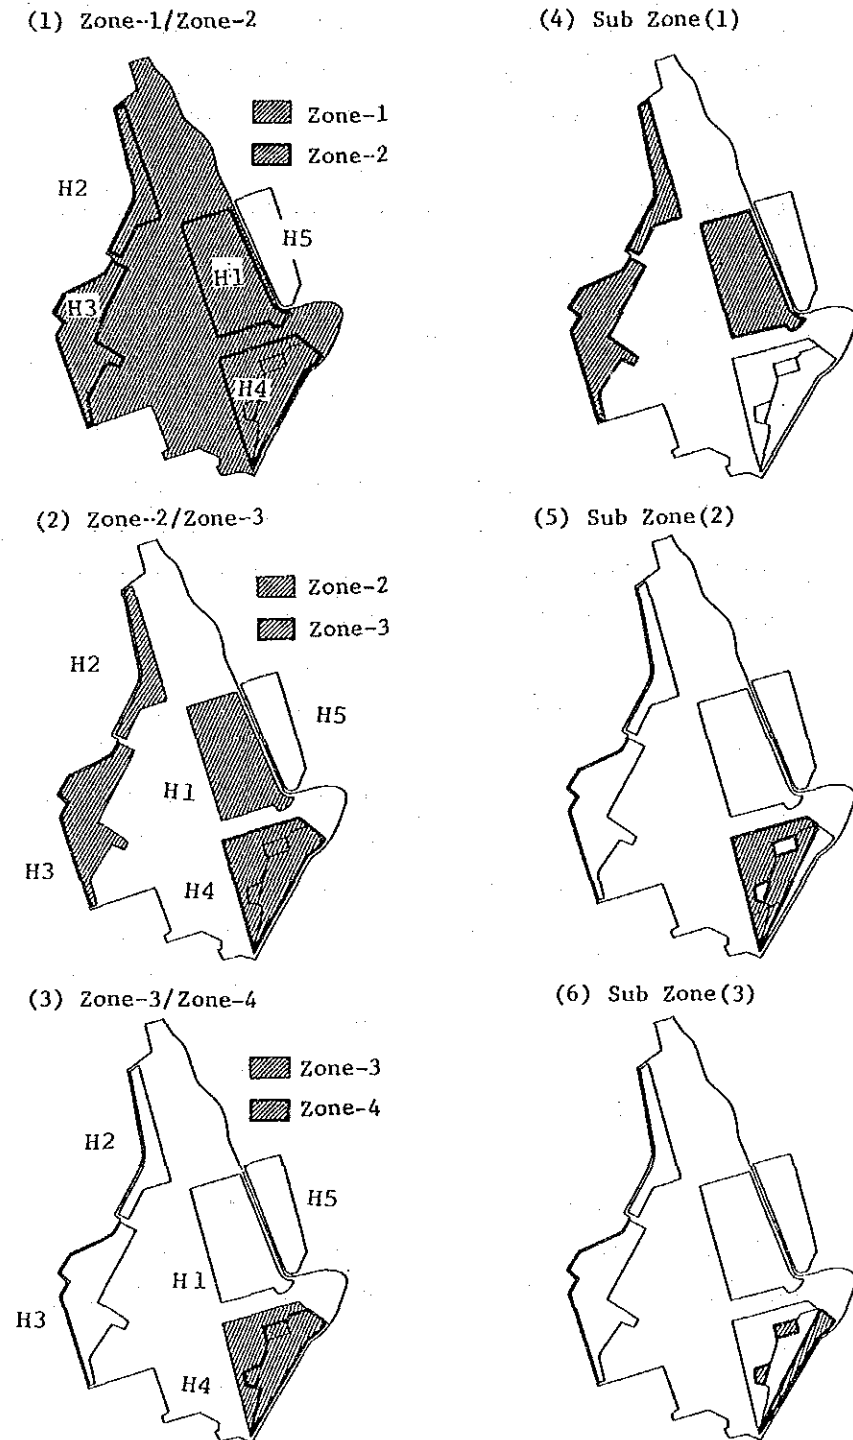 (1) Zone--1/Zone-2
Zone-1
Zone--2
H2
H5
H1
H3
H4
(4) Sub Zone(1)
(2) Zone--2/Zone-3
Zone-2
Zone-3
H2
H5
H1
H3
H4
(5) Sub Zone(2)
(3) Zone-3/Zone-4
Zone-3
Zone-4
H2
H5
H1
H3
H4
(6) Sub Zone(3)